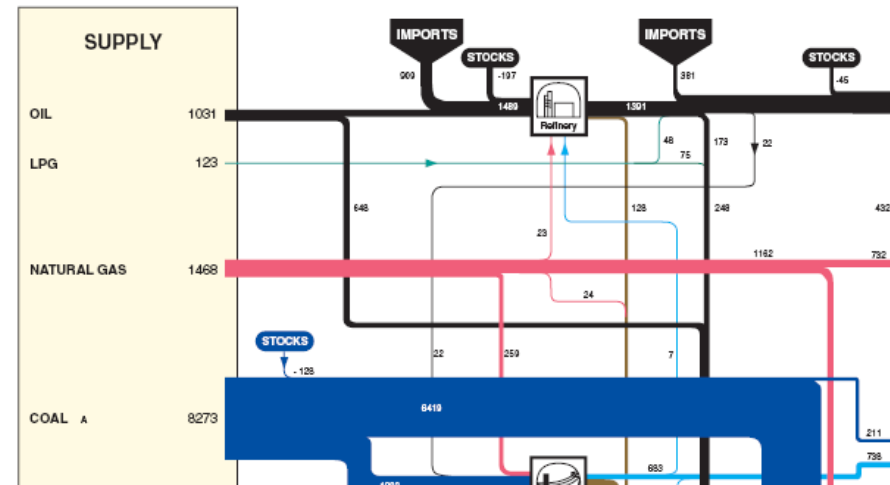 SUPPLY
IMPORTS
IMPORTS
STOCKS
STOCKS
909
-197
381
-45
OIL 1031
1489
1391
Refinery
48
173
22
75
LPG 123
648
128
248
432
23
1162
732
NATURAL GAS 1468
24
STOCKS
22
259
7
-128
COAL A 8273
6419
211
738
683